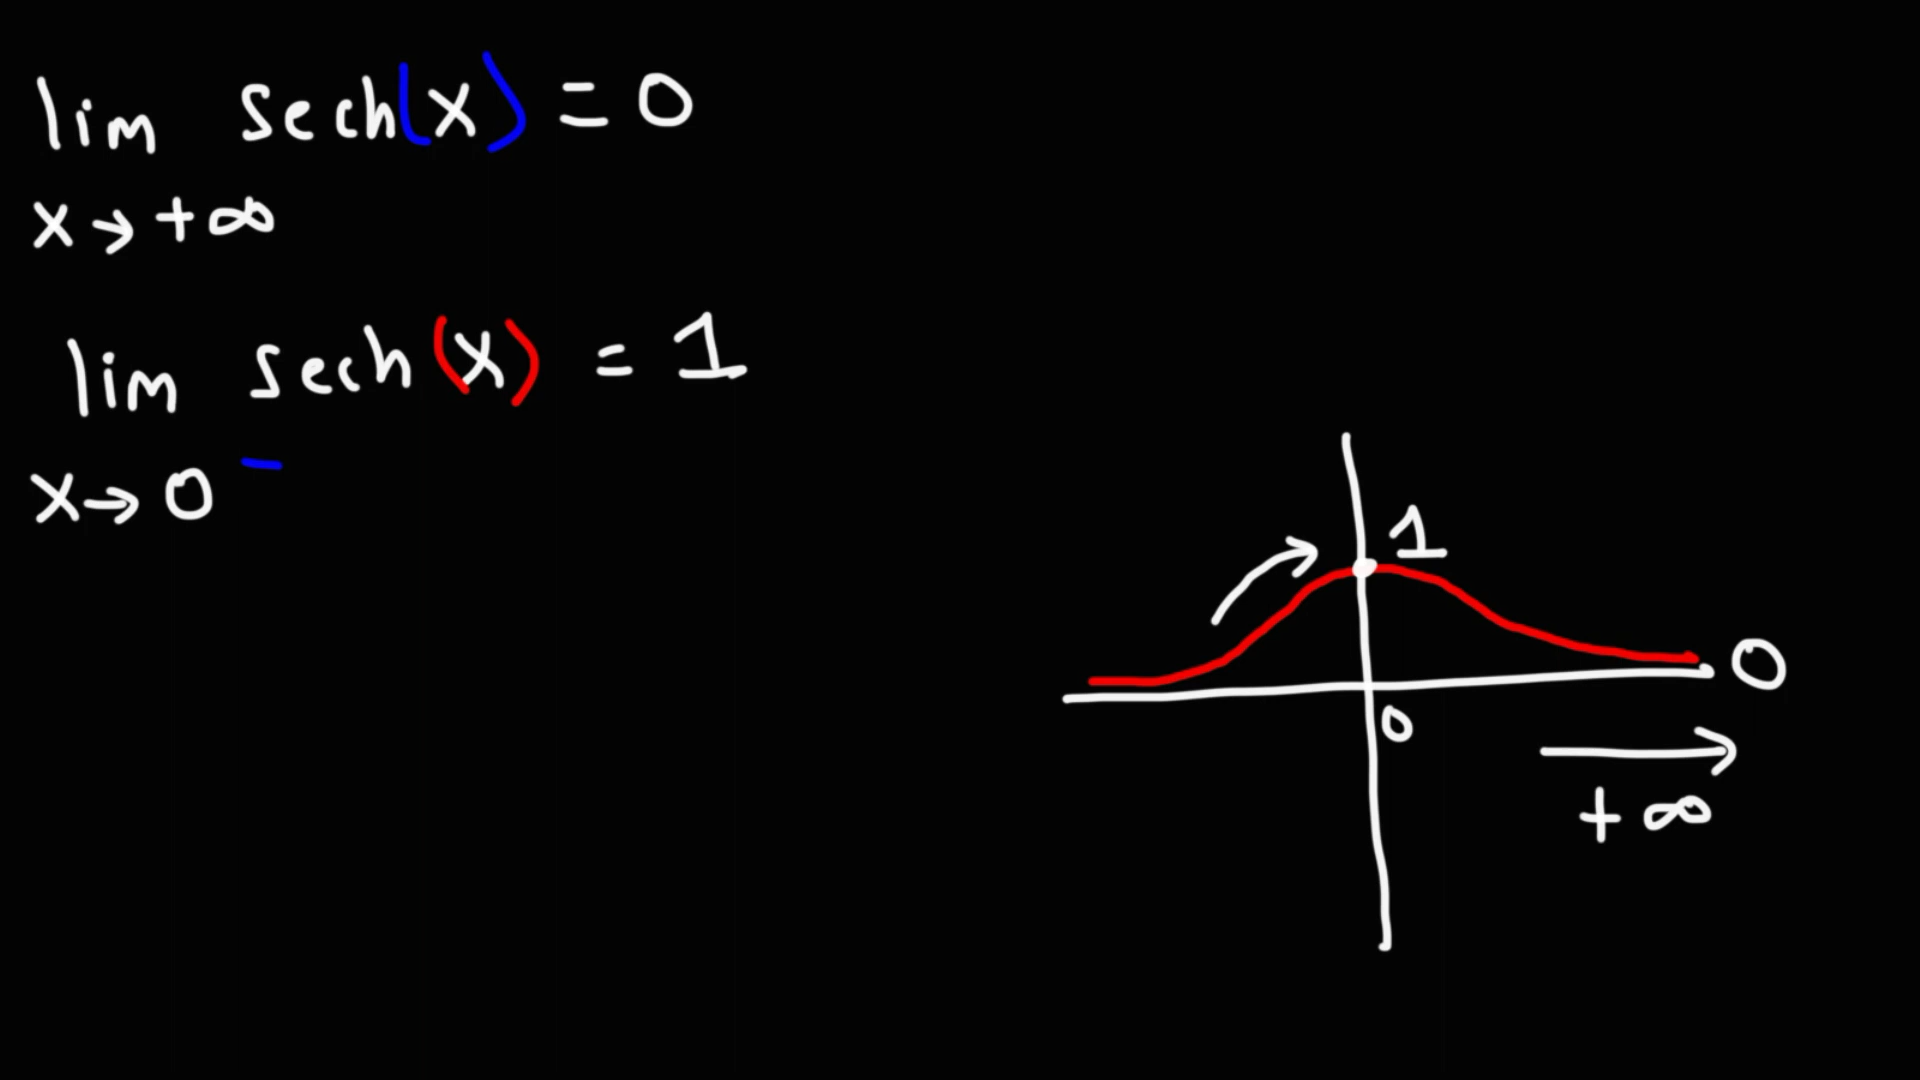 lim sech(x) = 0
x→+∞
lim sech(x) = 1
x→0⁻
1
0
0
+∞